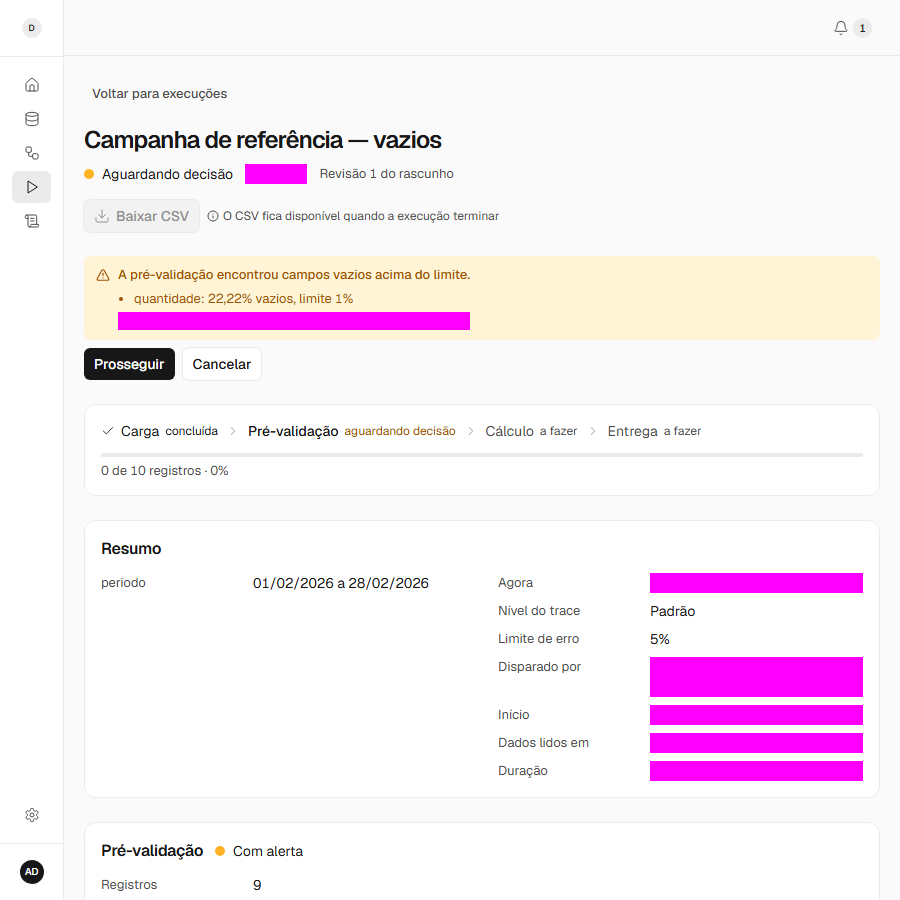 D
1
Voltar para execuções
Campanha de referência — vazios
Aguardando decisão
Revisão 1 do rascunho
Baixar CSV
O CSV fica disponível quando a execução terminar
A pré-validação encontrou campos vazios acima do limite.
• quantidade: 22,22% vazios, limite 1%
Prosseguir
Cancelar
Carga concluída
Pré-validação aguardando decisão
Cálculo a fazer
Entrega a fazer
0 de 10 registros · 0%
Resumo
periodo
01/02/2026 a 28/02/2026
Agora
Nível do trace
Padrão
Limite de erro
5%
Disparado por
Início
Dados lidos em
Duração
Pré-validação
Com alerta
Registros
9
AD